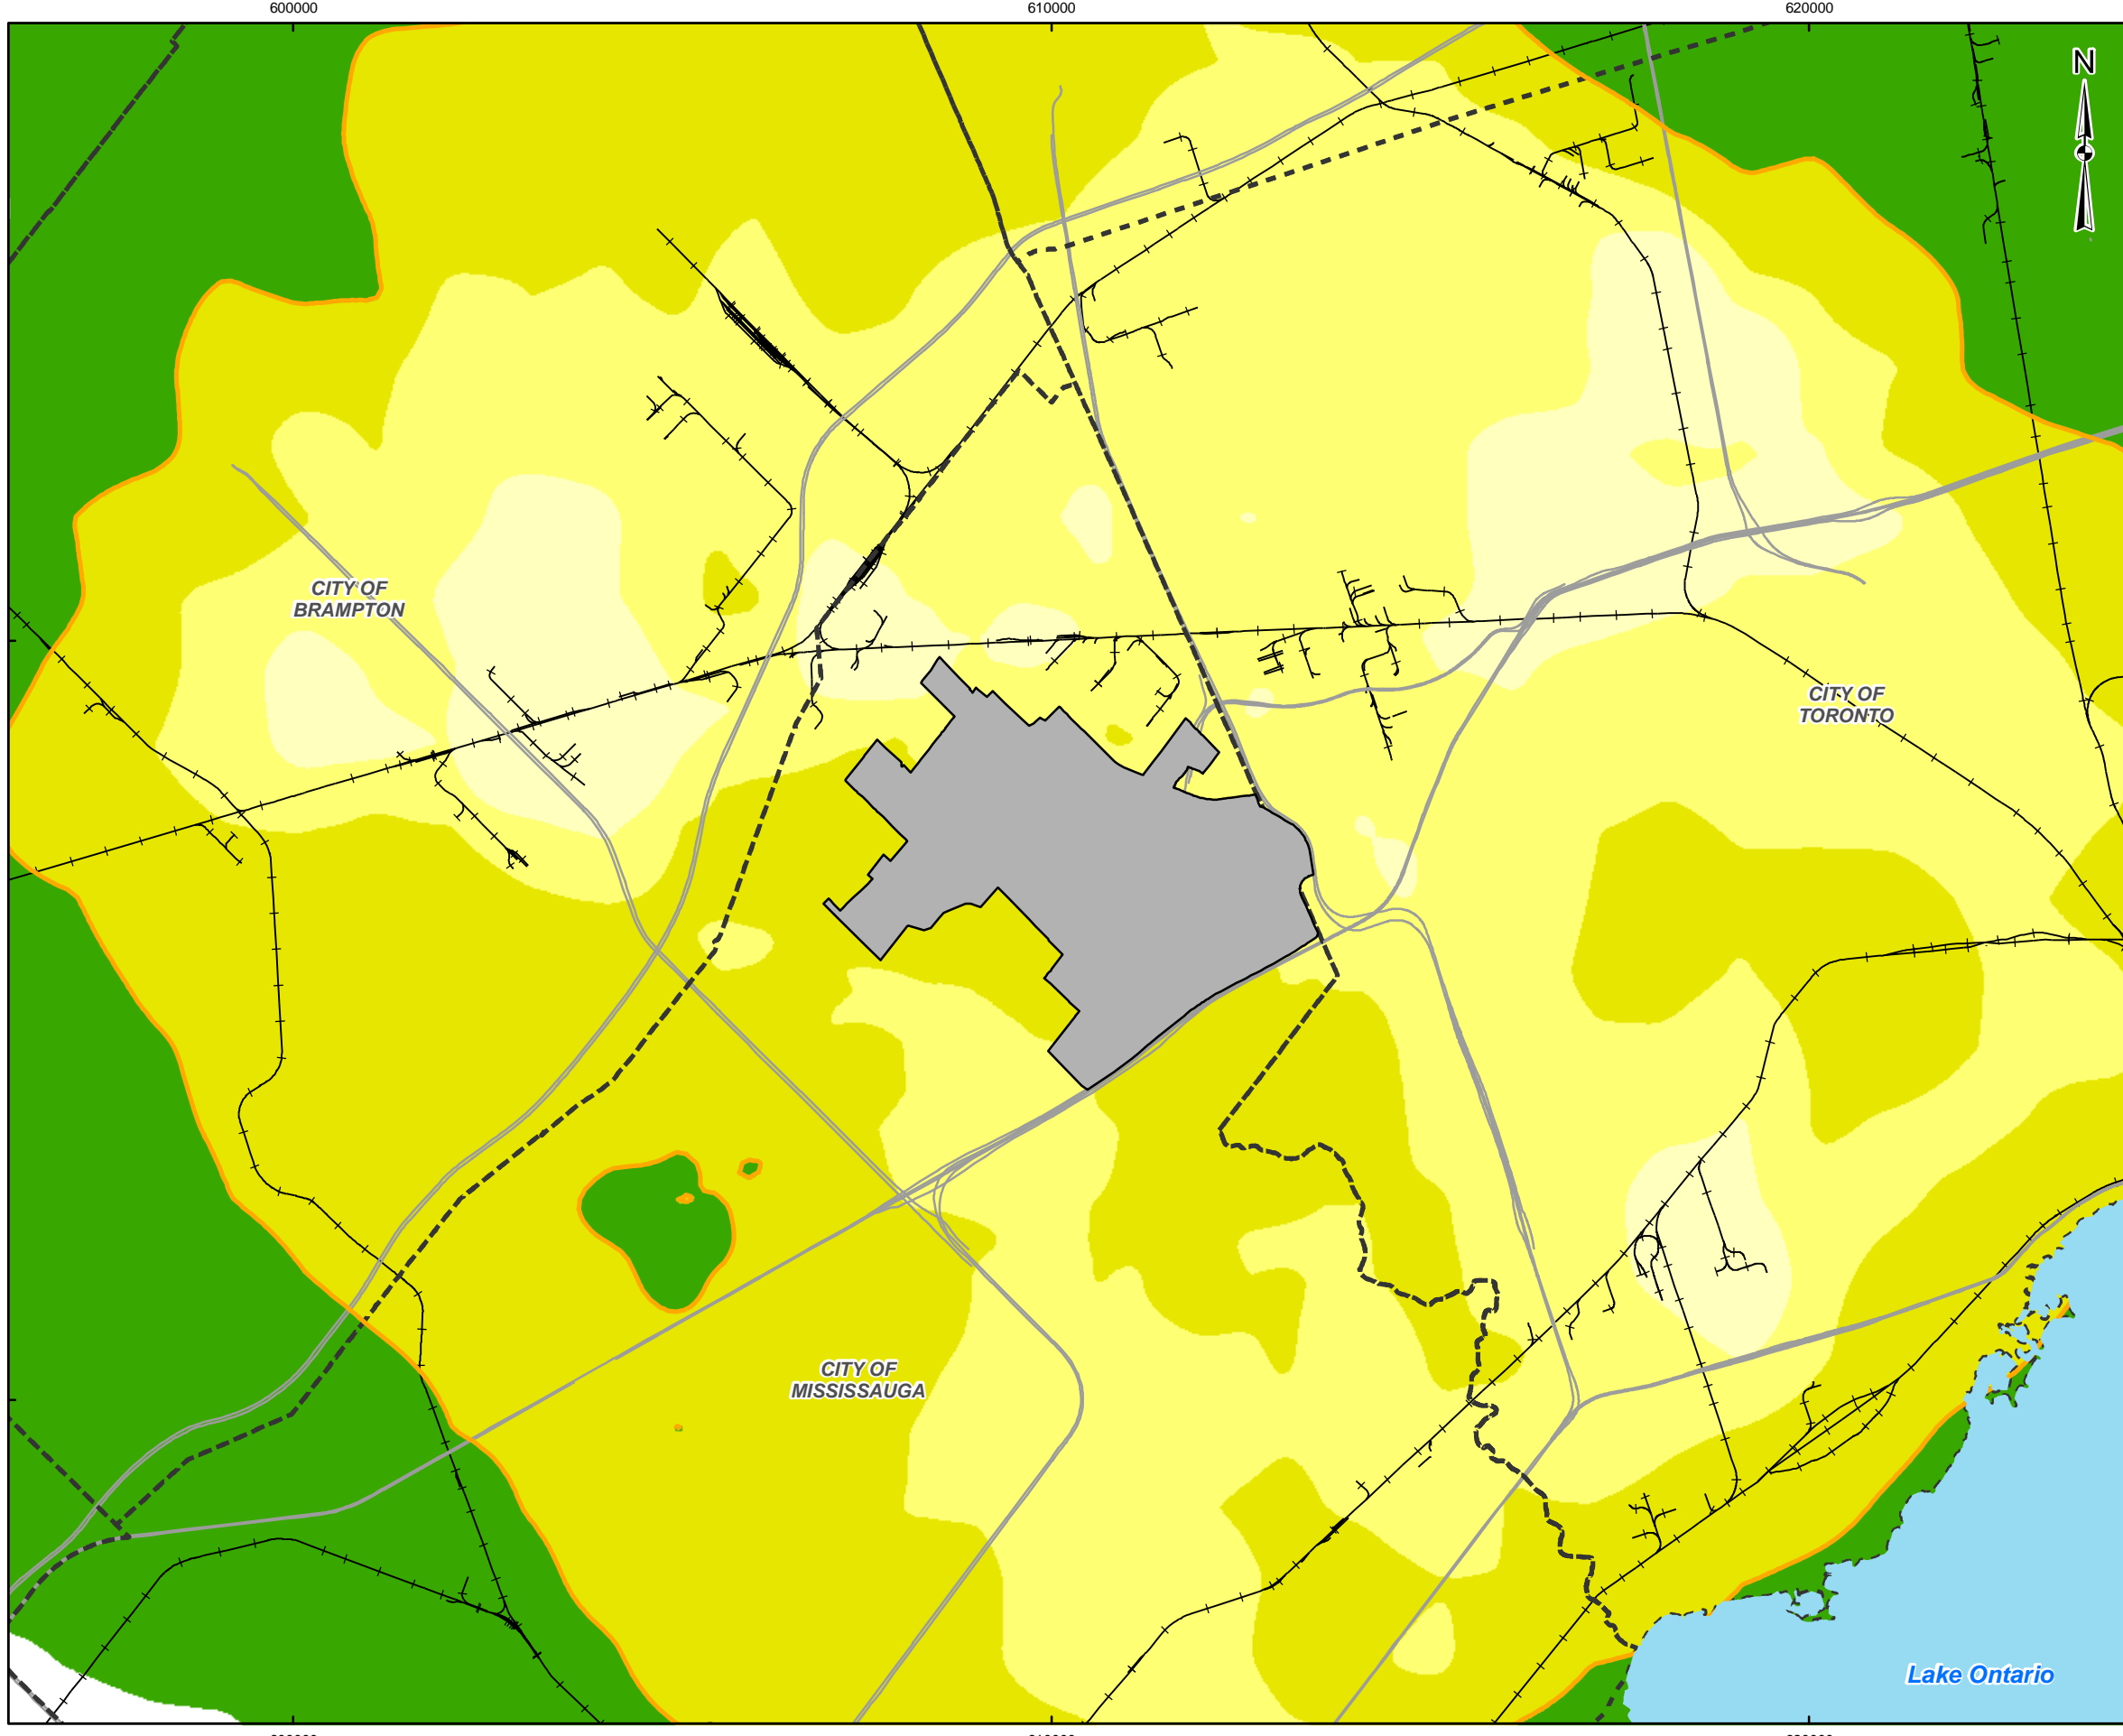 600000
610000
620000
N
CITY OF
BRAMPTON
CITY OF
TORONTO
CITY OF
MISSISSAUGA
Lake Ontario